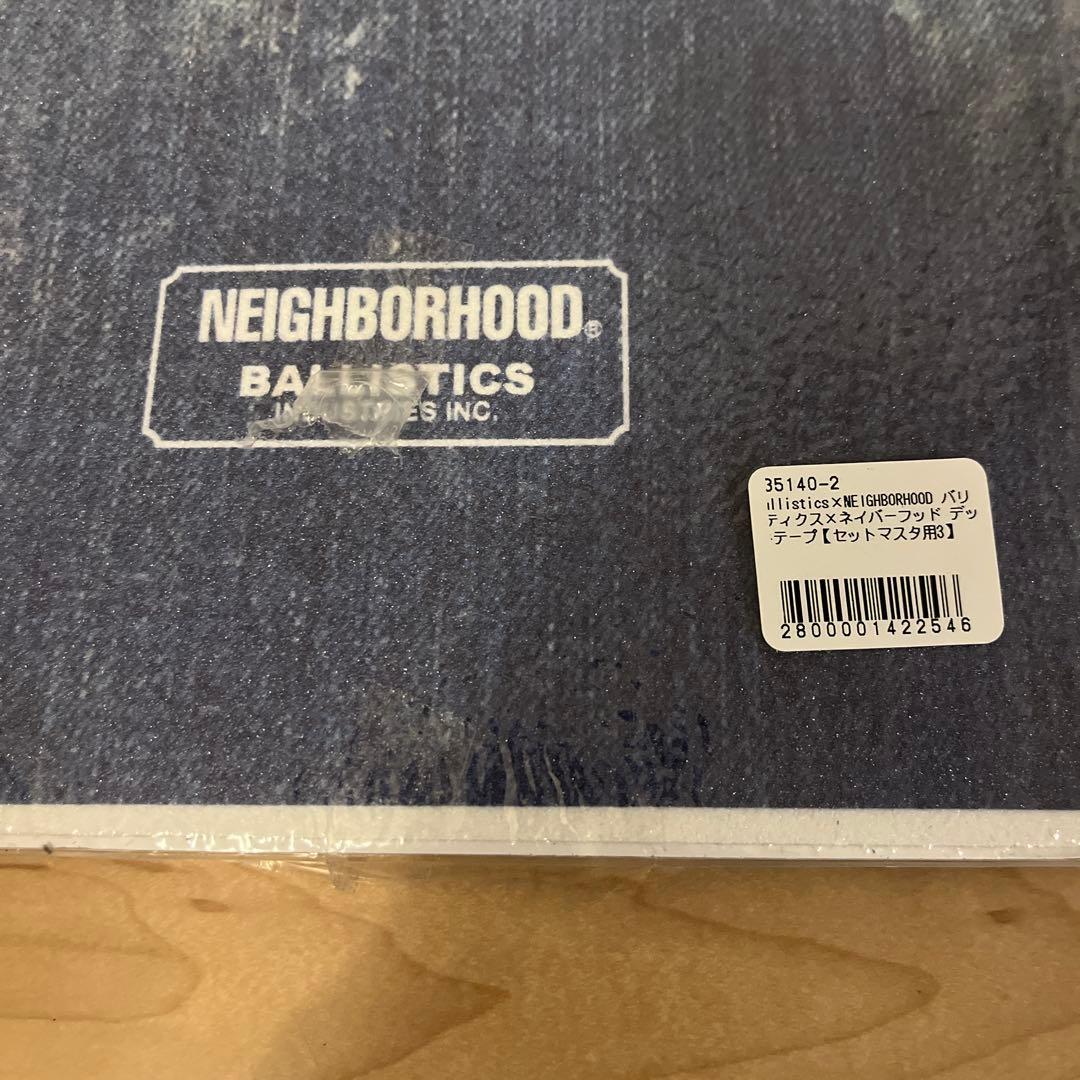 NEIGHBORHOOD®
BALLISTICS
INDUSTRIES INC.
35140-2
llistics×NEIGHBORHOOD バリ
ティクス×ネイバーフッド デッ
テープ【セットマスタ用3】
2800001422546